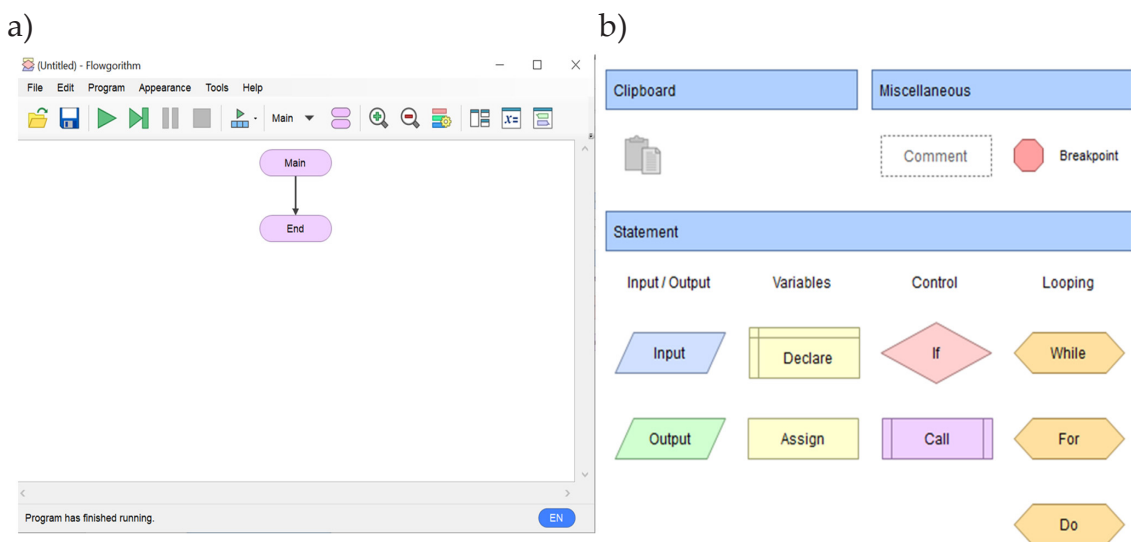 a)
(Untitled) - Flowgorithm
File Edit Program Appearance Tools Help
Main
x=
Main
End
Program has finished running.
EN
b)
Clipboard Miscellaneous
Comment Breakpoint
Statement
Input / Output Variables Control Looping
Input Declare If While
Output Assign Call For
Do